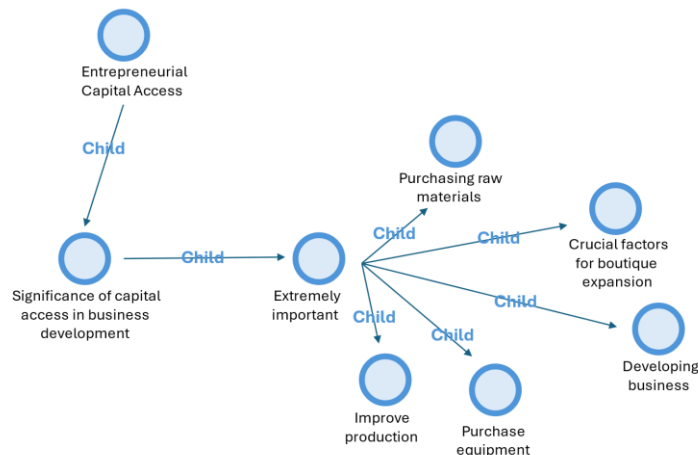 Entrepreneurial
Capital Access
Child
Significance of capital
access in business
development
Child
Extremely
important
Child
Purchasing raw
materials
Child
Crucial factors
for boutique
expansion
Child
Developing
business
Child
Improve
production
Child
Purchase
equipment